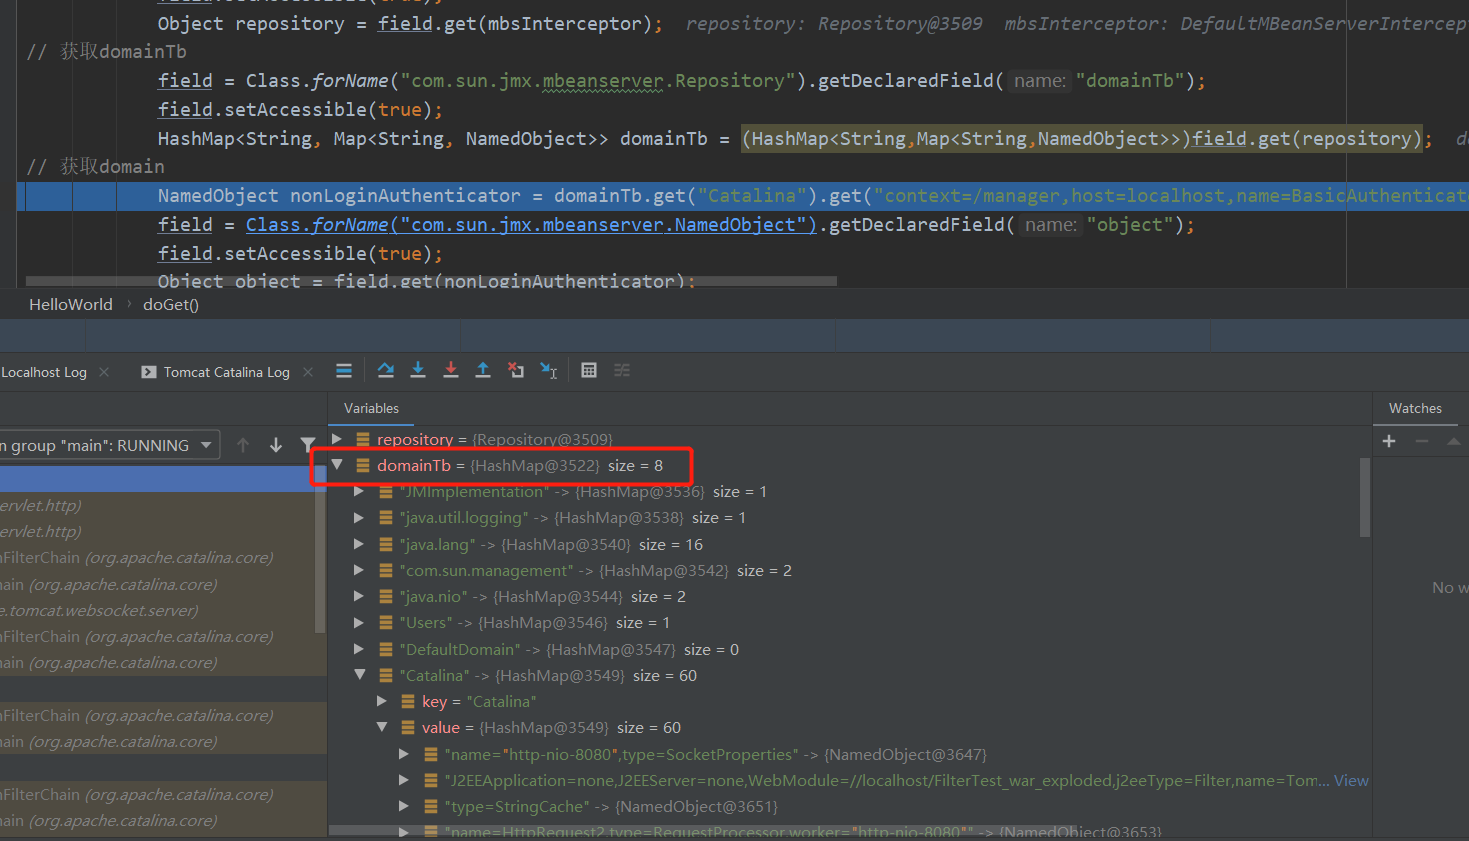 Object repository = field.get(mbsInterceptor);  repository: Repository@3509  mbsInterceptor: DefaultMBeanServerIntercep
// 获取domainTb
field = Class.forName("com.sun.jmx.mbeanserver.Repository").getDeclaredField( name: "domainTb");
field.setAccessible(true);
HashMap<String, Map<String, NamedObject>> domainTb = (HashMap<String,Map<String,NamedObject>>)field.get(repository);
// 获取domain
NamedObject nonLoginAuthenticator = domainTb.get("Catalina").get("context=/manager,host=localhost,name=BasicAuthenticat
field = Class.forName("com.sun.jmx.mbeanserver.NamedObject").getDeclaredField( name: "object");
field.setAccessible(true);
Object object = field.get(nonLoginAuthenticator);
HelloWorld › doGet()
Localhost Log
Tomcat Catalina Log
Variables
Watches
n group "main": RUNNING
repository = {Repository@3509}
domainTb = {HashMap@3522} size = 8
"JMImplementation" -> {HashMap@3536} size = 1
ervlet.http)
"java.util.logging" -> {HashMap@3538} size = 1
ervlet.http)
"java.lang" -> {HashMap@3540} size = 16
nFilterChain (org.apache.catalina.core)
"com.sun.management" -> {HashMap@3542} size = 2
ain (org.apache.catalina.core)
"java.nio" -> {HashMap@3544} size = 2
No w
e.tomcat.websocket.server)
"Users" -> {HashMap@3546} size = 1
nFilterChain (org.apache.catalina.core)
"DefaultDomain" -> {HashMap@3547} size = 0
ain (org.apache.catalina.core)
"Catalina" -> {HashMap@3549} size = 60
key = "Catalina"
nFilterChain (org.apache.catalina.core)
value = {HashMap@3549} size = 60
ain (org.apache.catalina.core)
"name="http-nio-8080",type=SocketProperties" -> {NamedObject@3647}
"J2EEApplication=none,J2EEServer=none,WebModule=//localhost/FilterTest_war_exploded,j2eeType=Filter,name=Tom... View
nFilterChain (org.apache.catalina.core)
"type=StringCache" -> {NamedObject@3651}
ain (org.apache.catalina.core)
"name=HttpRequest2,type=RequestProcessor,worker="http-nio-8080"" -> {NamedObject@3653}